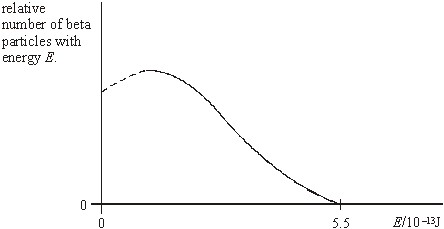 relative
number of beta
particles with
energy E.
0
0
5.5
E/10⁻¹³J